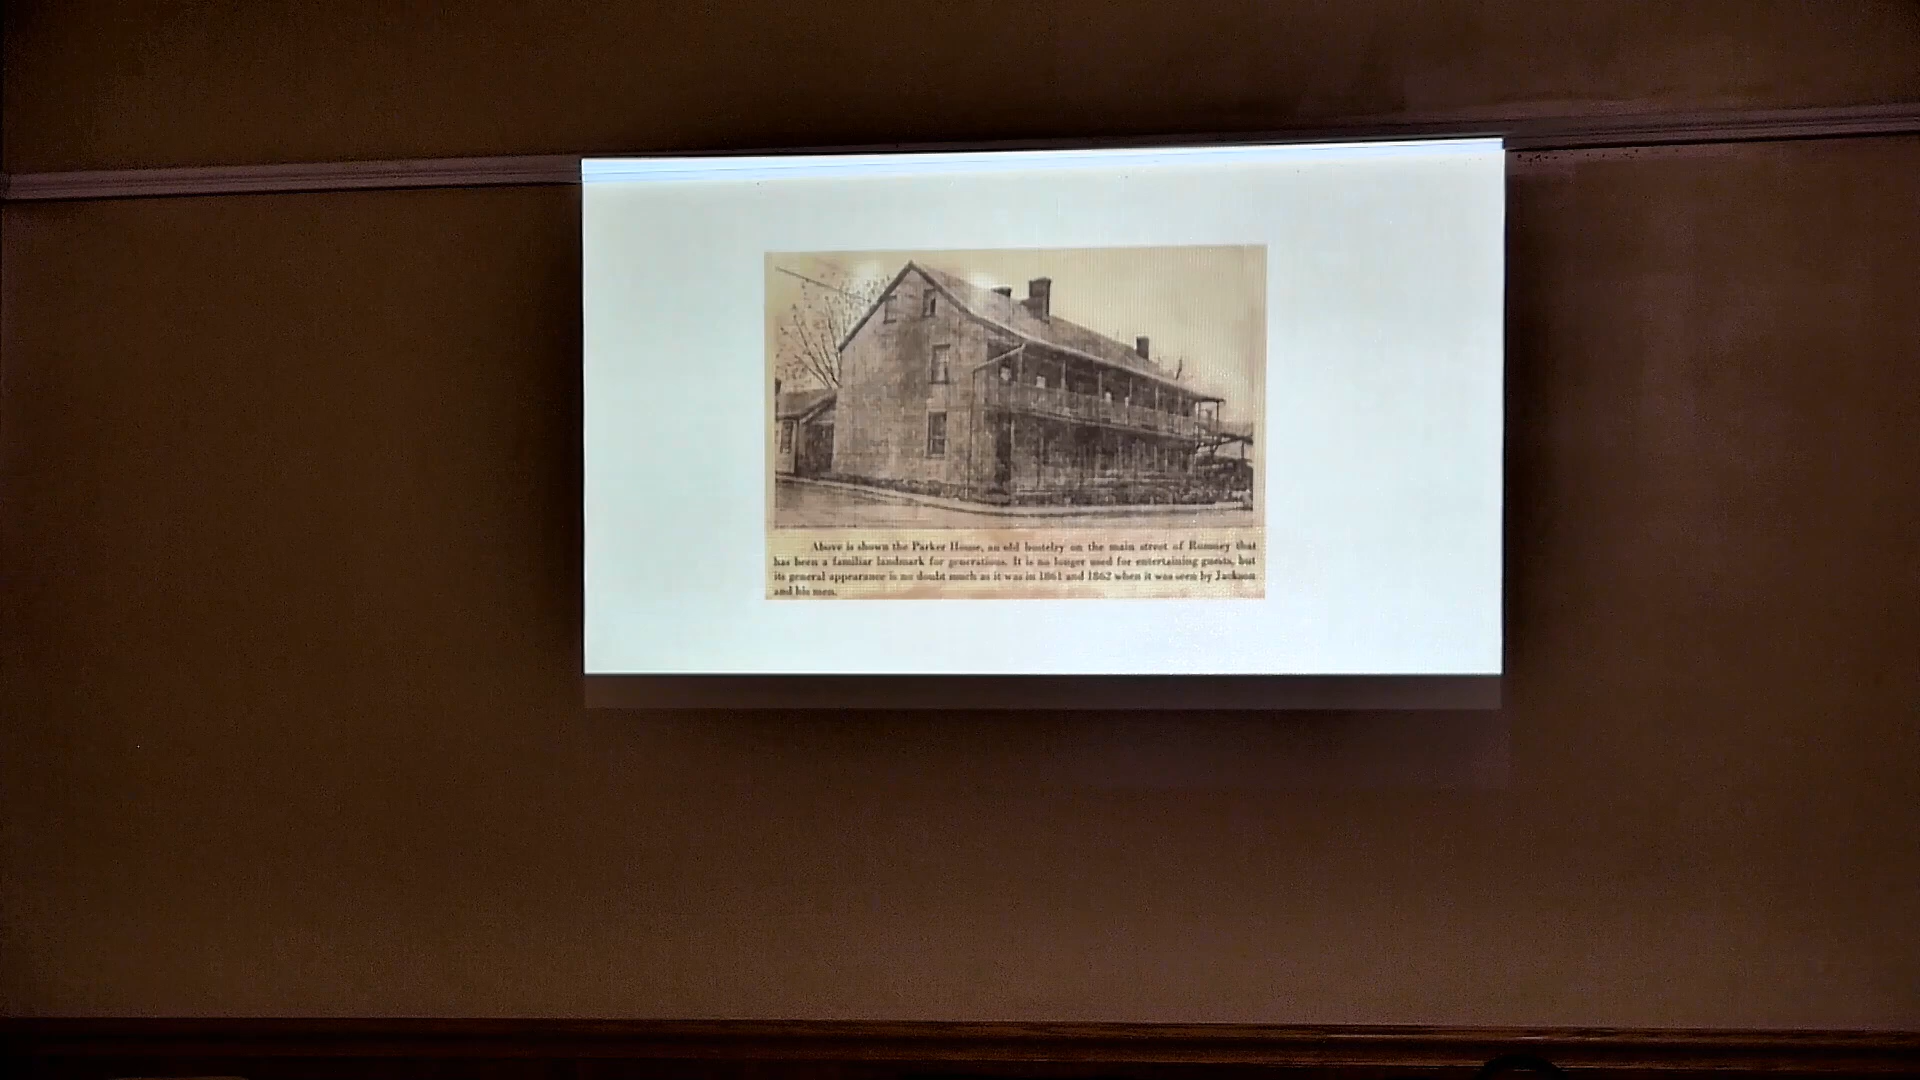 Above is shown the Parker House, an old hostelry on the main street of Romney that
has been a familiar landmark for generations. It is no longer used for entertaining guests, but
its general appearance is no doubt much as it was in 1861 and 1862 when it was seen by Jackson
and his men.